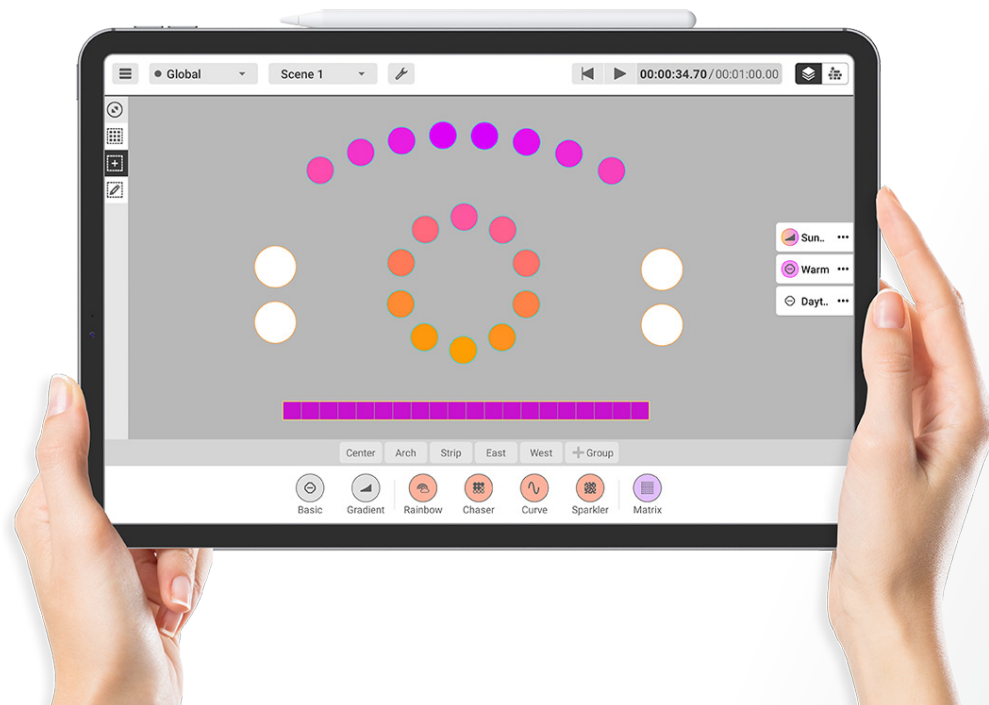 Global
Scene 1
00:00:34.70/00:01:00.00
Sun..
Warm
Dayt..
Center Arch Strip East West Group
Basic Gradient Rainbow Chaser Curve Sparkler Matrix